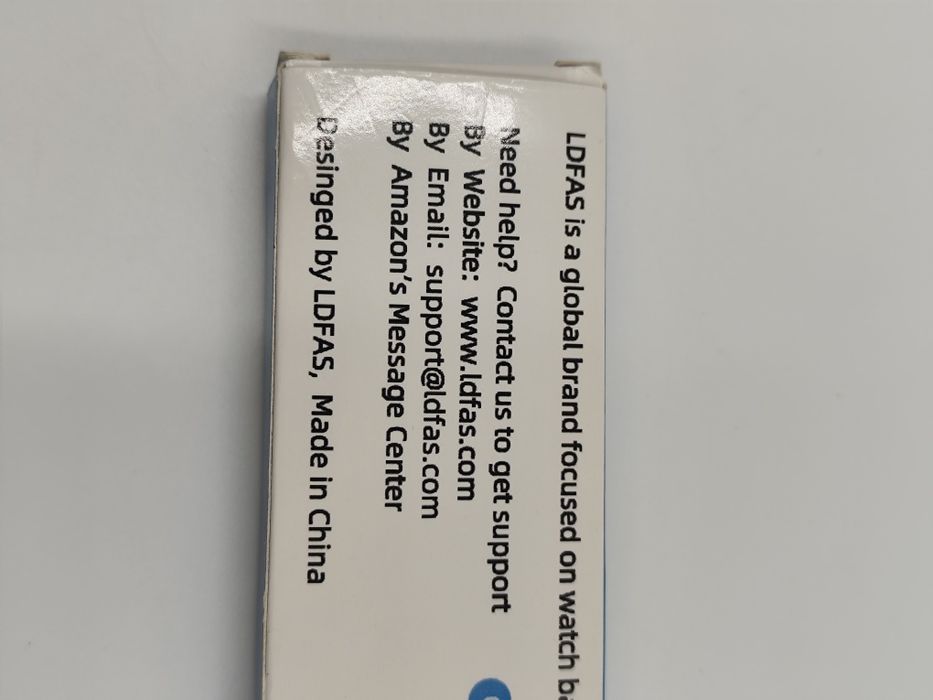 LDFAS is a global brand focused on watch
Need help? Contact us to get support
By Website: www.ldfas.com
By Email: support@ldfas.com
By Amazon's Message Center
Desinged by LDFAS, Made in China